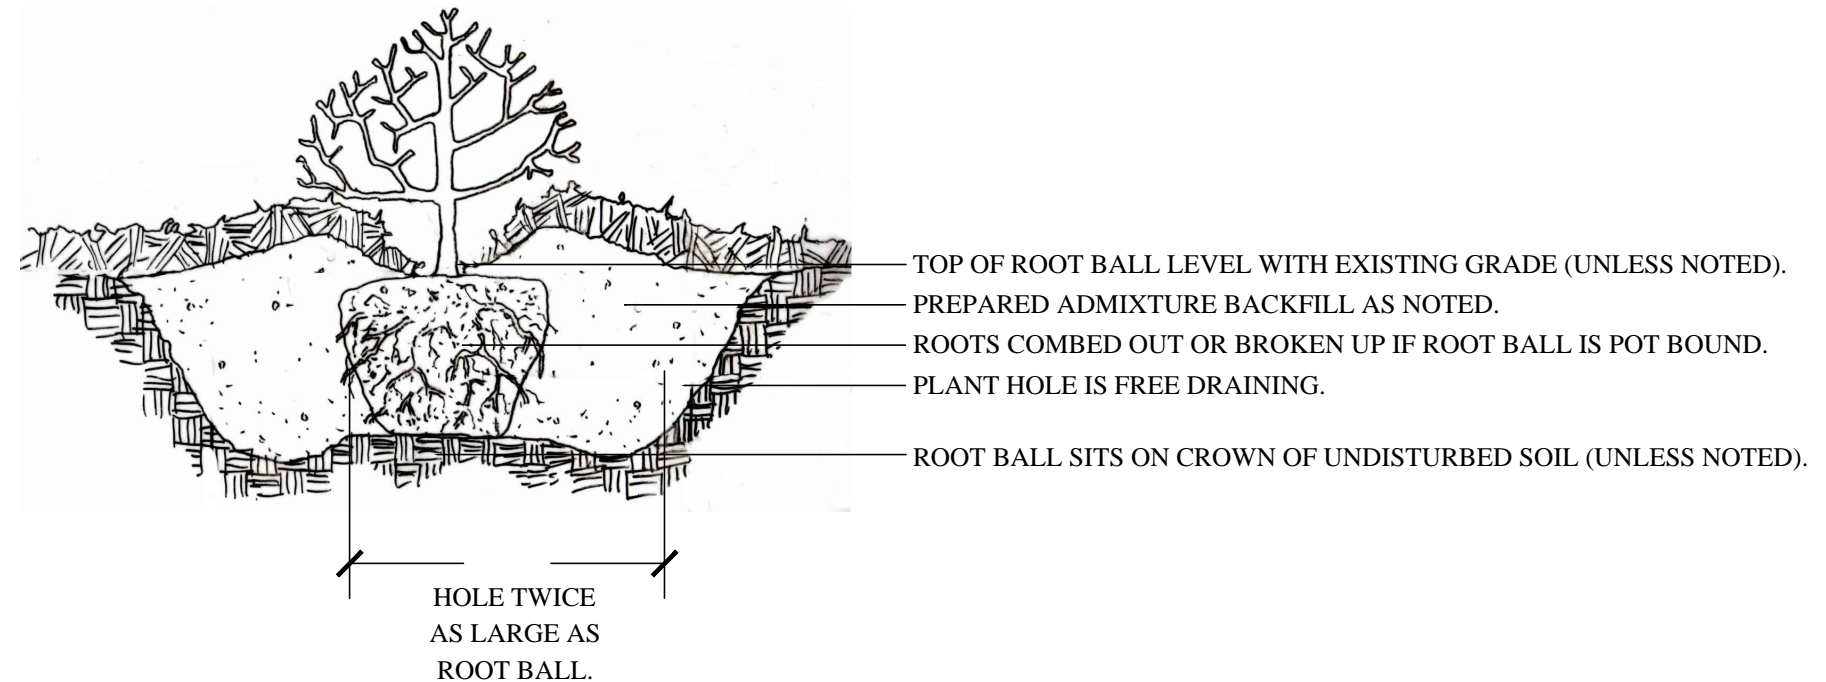 TOP OF ROOT BALL LEVEL WITH EXISTING GRADE (UNLESS NOTED).
PREPARED ADMIXTURE BACKFILL AS NOTED.
ROOTS COMBED OUT OR BROKEN UP IF ROOT BALL IS POT BOUND.
PLANT HOLE IS FREE DRAINING.
ROOT BALL SITS ON CROWN OF UNDISTURBED SOIL (UNLESS NOTED).
HOLE TWICE
AS LARGE AS
ROOT BALL.